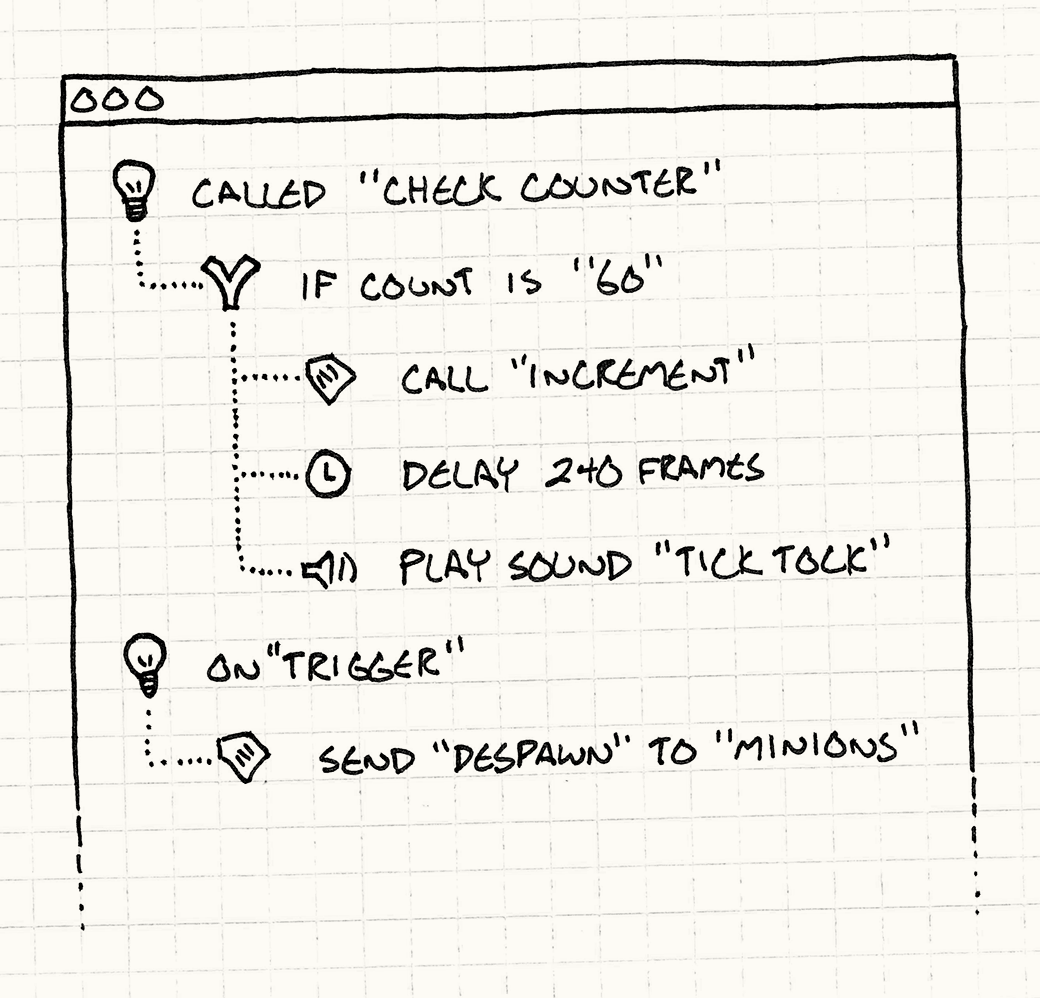 CALLED "CHECK COUNTER"
IF COUNT IS "60"
CALL "INCREMENT"
DELAY 240 FRAMES
PLAY SOUND "TICK TOCK"
ON "TRIGGER"
SEND "DESPAWN" TO "MINIONS"